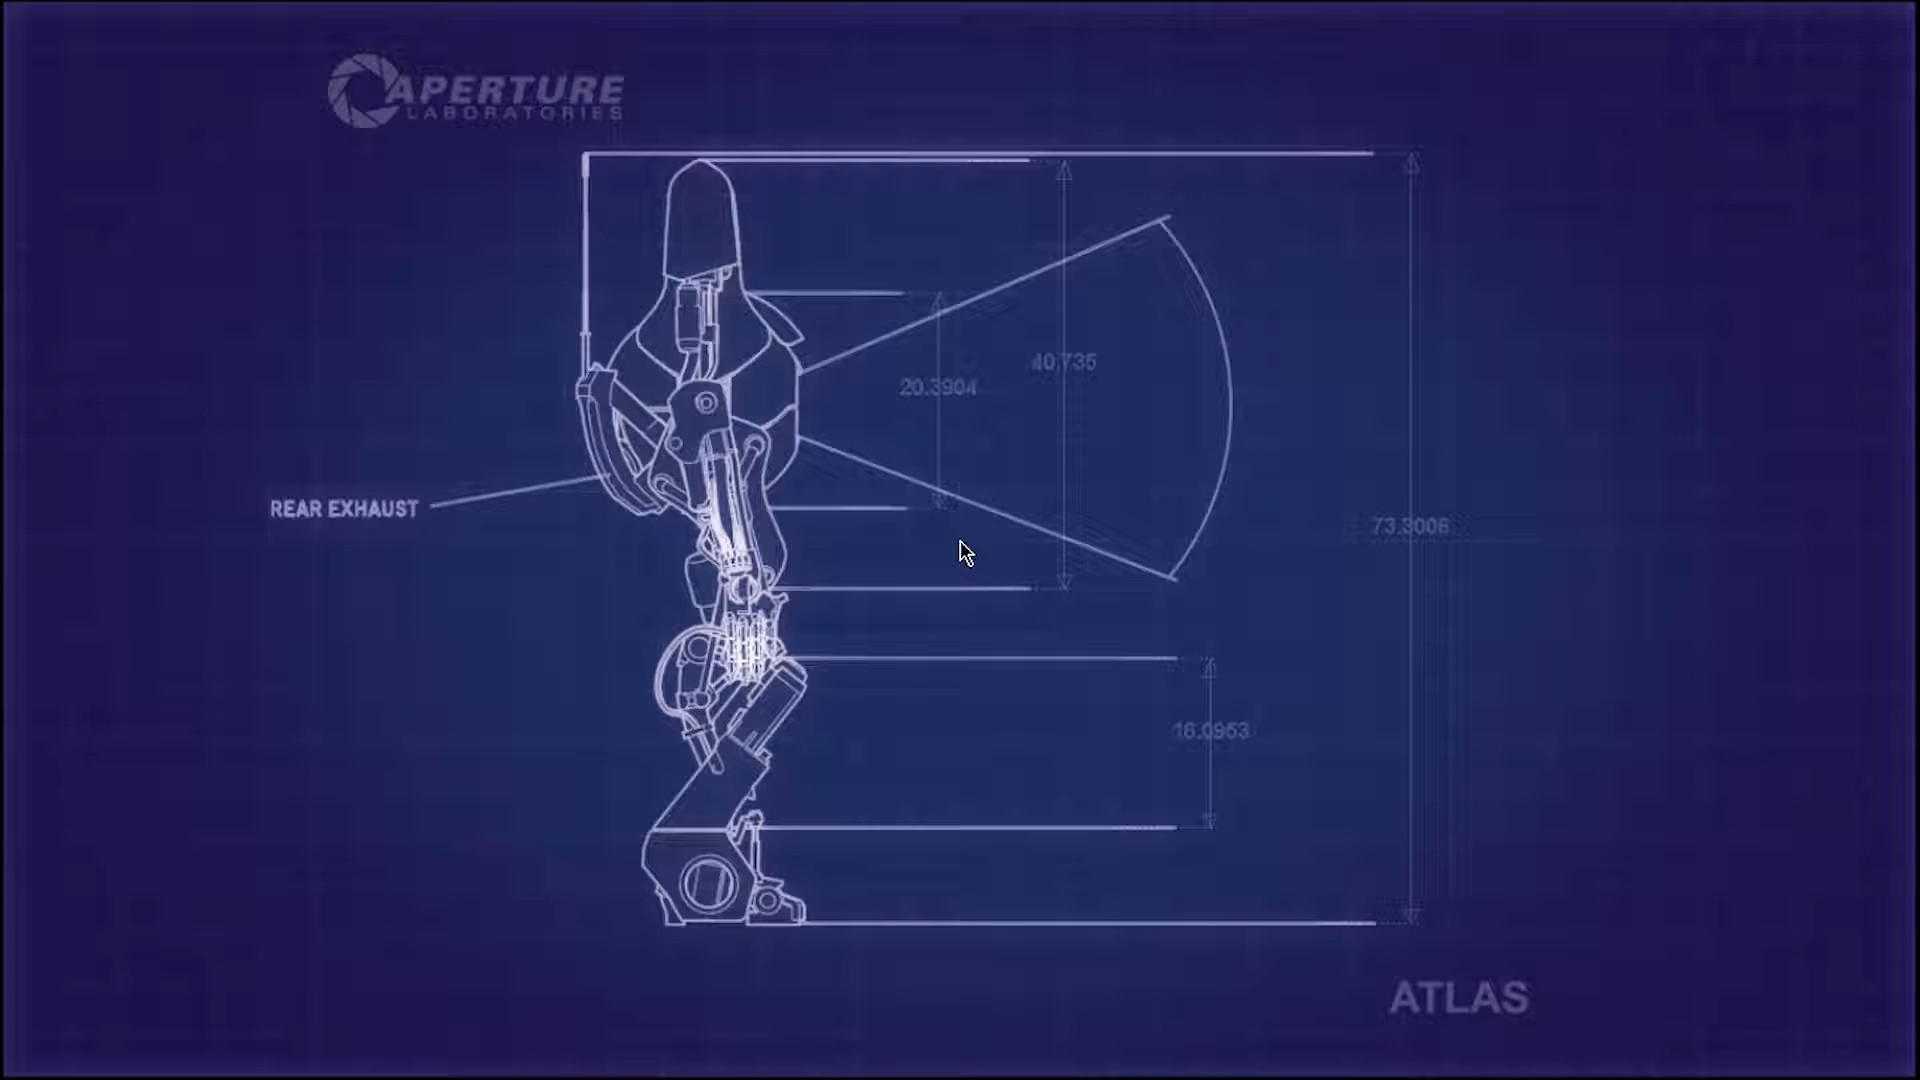 APERTURE
LABORATORIES
40.735
20.3904
REAR EXHAUST
73.3006
16.0953
ATLAS